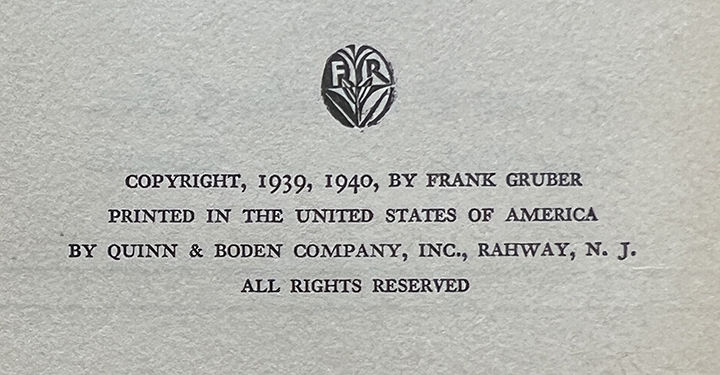 FR
COPYRIGHT, 1939, 1940, BY FRANK GRUBER
PRINTED IN THE UNITED STATES OF AMERICA
BY QUINN & BODEN COMPANY, INC., RAHWAY, N. J.
ALL RIGHTS RESERVED